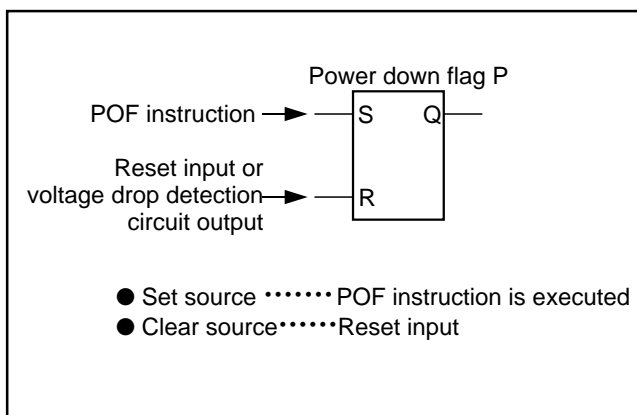 Power down flag P
POF instruction
S
Q
Reset input or
voltage drop detection
circuit output
R
● Set source ······· POF instruction is executed
● Clear source ······ Reset input